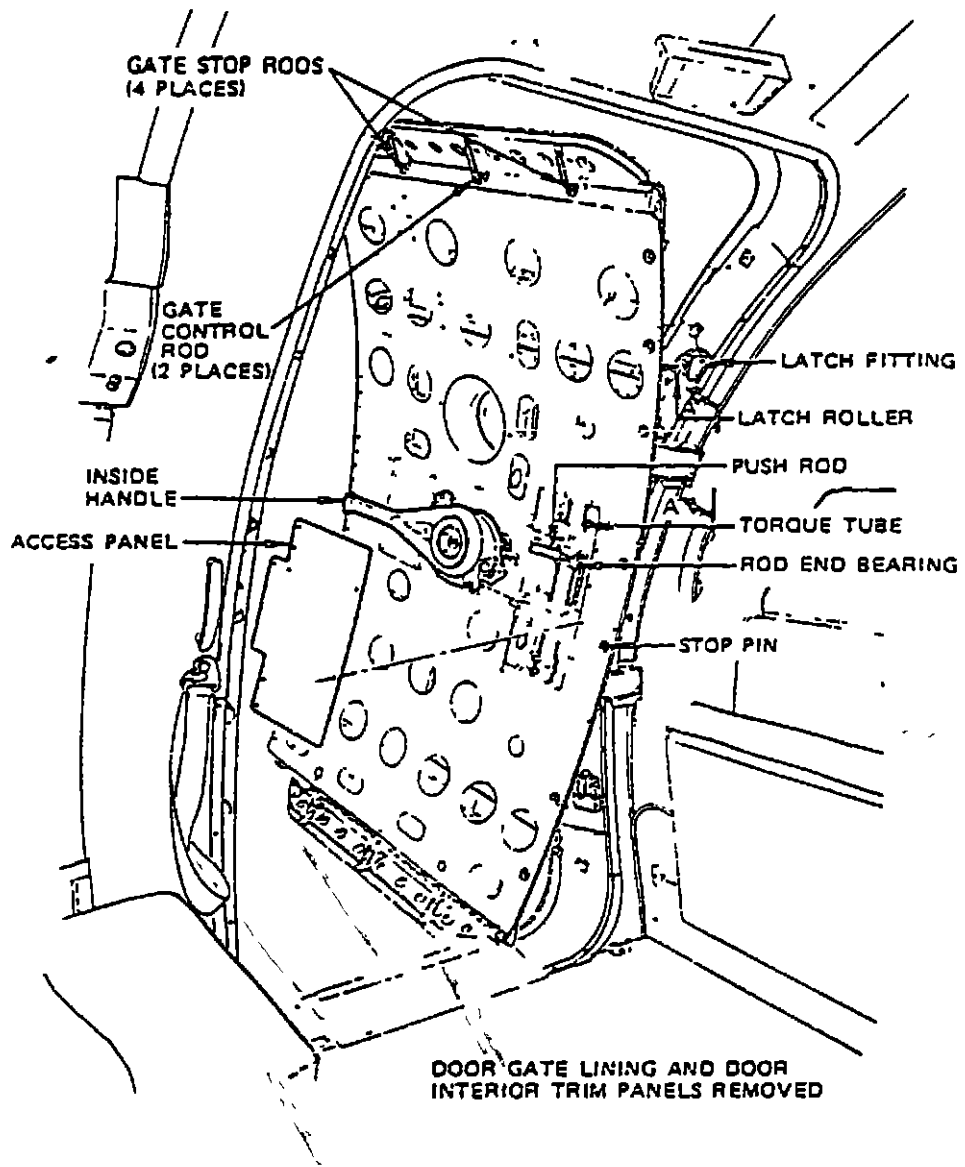 GATE STOP RODS
(4 PLACES)
GATE
CONTROL
ROD
(2 PLACES)
LATCH FITTING
LATCH ROLLER
PUSH ROD
INSIDE
HANDLE
A
TORQUE TUBE
ACCESS PANEL
ROD END BEARING
STOP PIN
DOOR GATE LINING AND DOOR
INTERIOR TRIM PANELS REMOVED